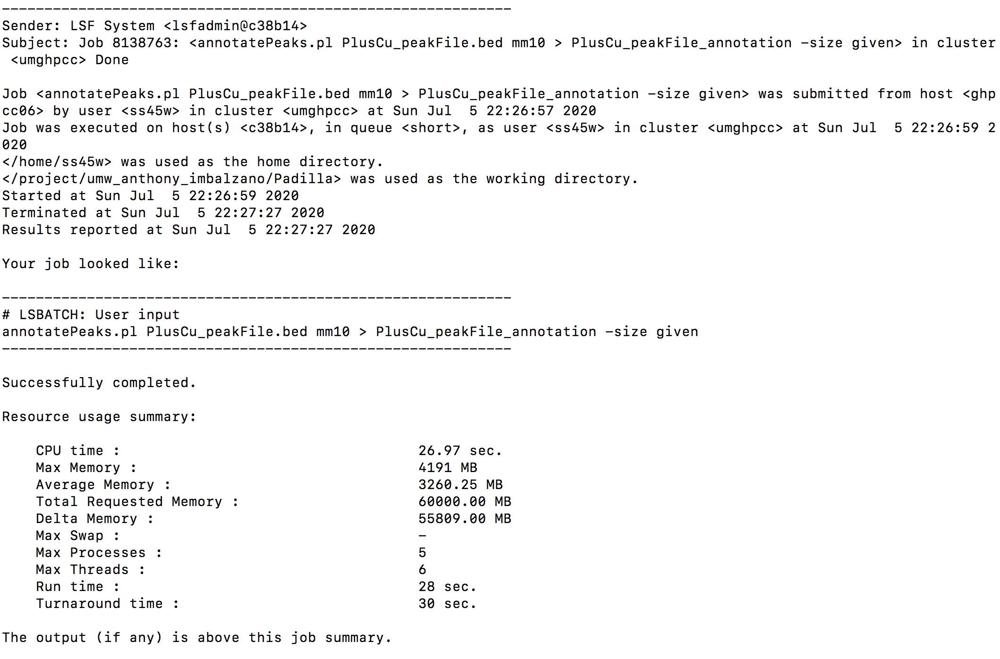 ------------------------------------------------------------
Sender: LSF System <lsfadmin@c38b14>
Subject: Job 8138763: <annotatePeaks.pl PlusCu_peakFile.bed mm10 > PlusCu_peakFile_annotation -size given> in cluster
 <umghpcc> Done

Job <annotatePeaks.pl PlusCu_peakFile.bed mm10 > PlusCu_peakFile_annotation -size given> was submitted from host <ghp
cc06> by user <ss45w> in cluster <umghpcc> at Sun Jul  5 22:26:57 2020
Job was executed on host(s) <c38b14>, in queue <short>, as user <ss45w> in cluster <umghpcc> at Sun Jul  5 22:26:59 2
020
</home/ss45w> was used as the home directory.
</project/umw_anthony_imbalzano/Padilla> was used as the working directory.
Started at Sun Jul  5 22:26:59 2020
Terminated at Sun Jul  5 22:27:27 2020
Results reported at Sun Jul  5 22:27:27 2020

Your job looked like:

------------------------------------------------------------
# LSBATCH: User input
annotatePeaks.pl PlusCu_peakFile.bed mm10 > PlusCu_peakFile_annotation -size given
------------------------------------------------------------

Successfully completed.

Resource usage summary:

    CPU time :                                   26.97 sec.
    Max Memory :                                 4191 MB
    Average Memory :                             3260.25 MB
    Total Requested Memory :                     60000.00 MB
    Delta Memory :                               55809.00 MB
    Max Swap :                                   -
    Max Processes :                              5
    Max Threads :                                6
    Run time :                                   28 sec.
    Turnaround time :                            30 sec.

The output (if any) is above this job summary.